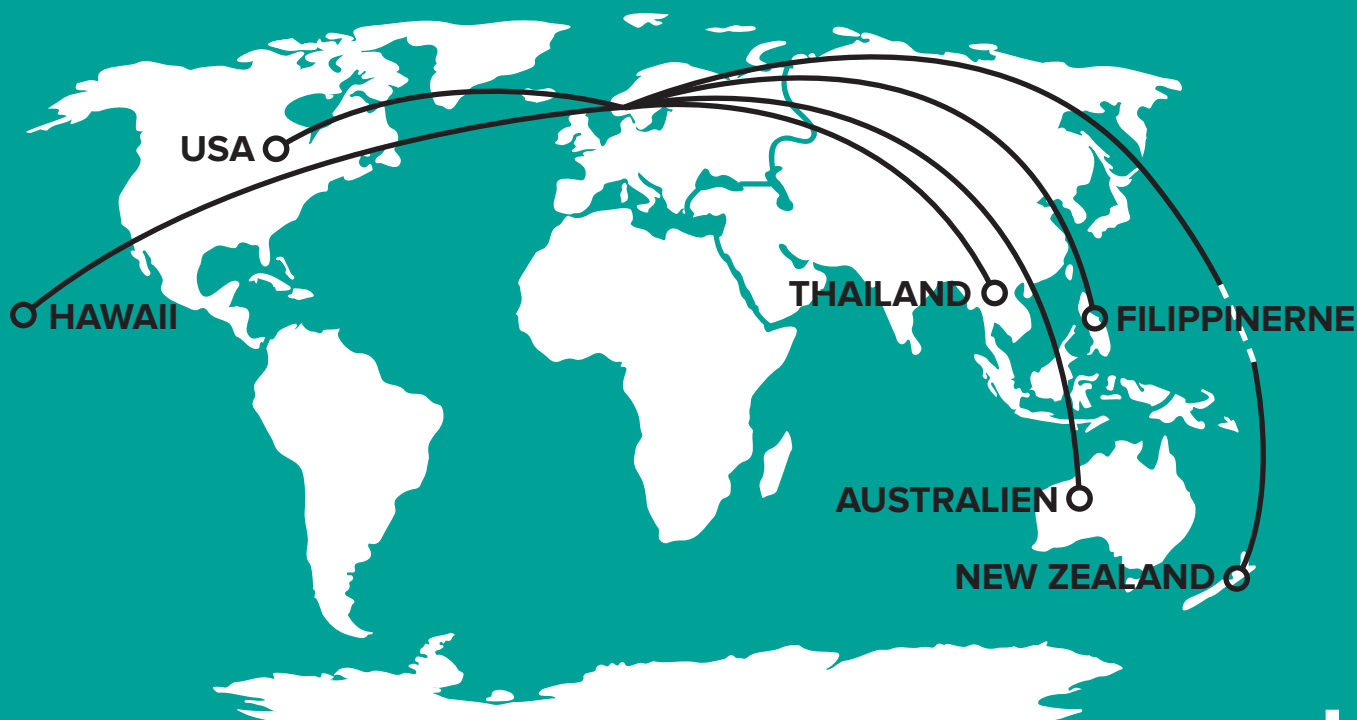 USA
HAWAII
THAILAND
FILIPPINERNE
AUSTRALIEN
NEW ZEALAND